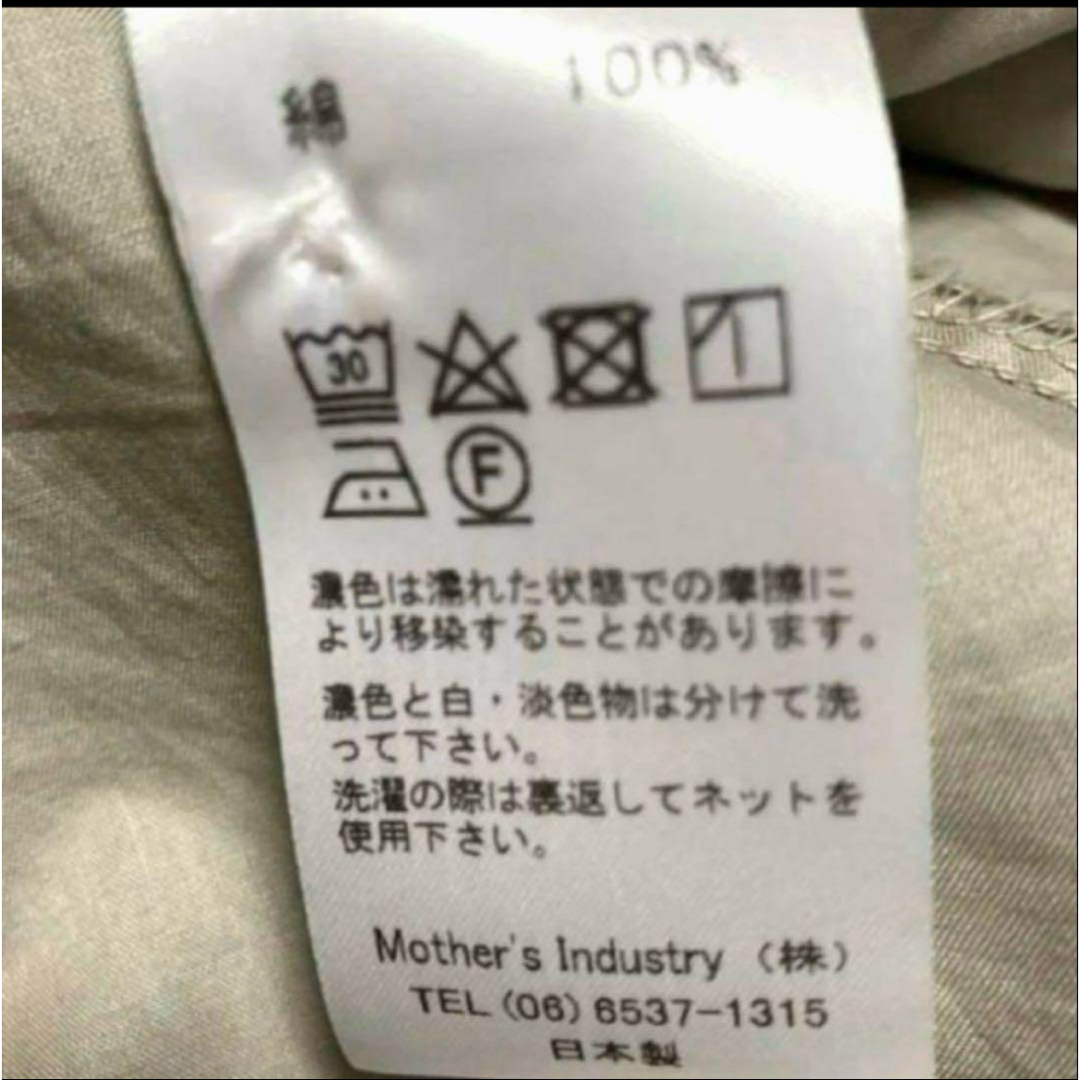 綿 100%
30
F
濃色は濡れた状態での摩擦に
より移染することがあります。
濃色と白・淡色物は分けて洗
って下さい。
洗濯の際は裏返してネットを
使用下さい。
Mother's Industry (株)
TEL (06) 6537-1315
日本製